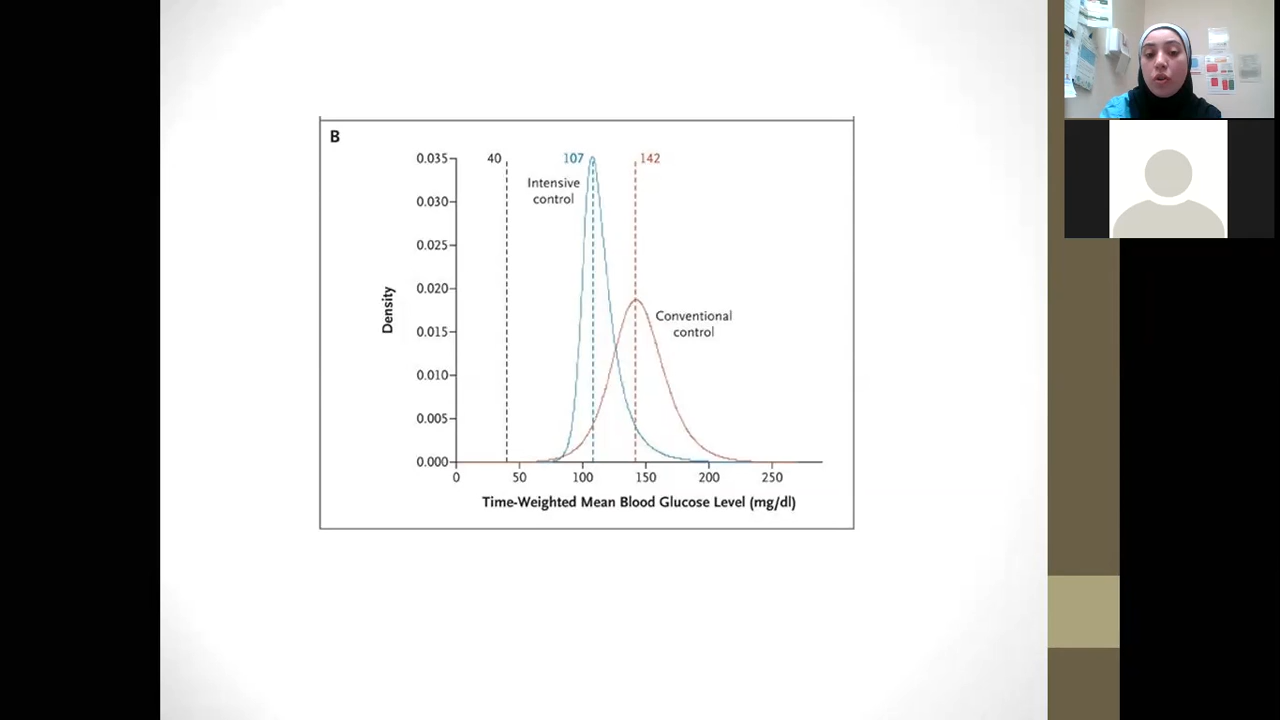 B
0.035
40
107
142
Intensive
control
0.030
0.025
0.020
Density
Conventional
control
0.015
0.010
0.005
0.000
0 50 100 150 200 250
Time-Weighted Mean Blood Glucose Level (mg/dl)